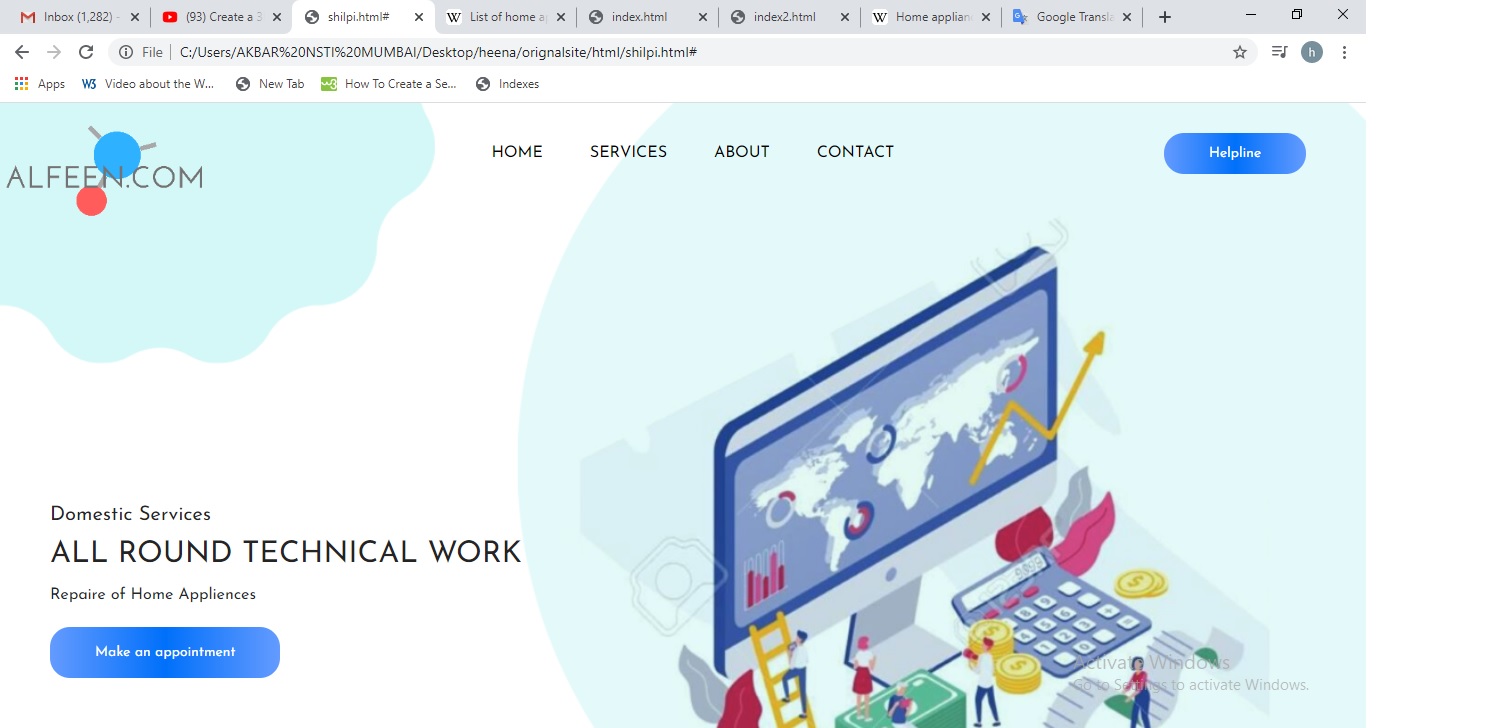 Inbox (1,282) -
(93) Create a 3
shilpi.html#
List of home ap
index.html
index2.html
Home applian
Google Transla
File
C:/Users/AKBAR%20NSTI%20MUMBAI/Desktop/heena/orignalsite/html/shilpi.html#
h
Apps
W3 Video about the W...
New Tab
How To Create a Se...
Indexes
ALFEEN.COM
HOME
SERVICES
ABOUT
CONTACT
Helpline
Domestic Services
ALL ROUND TECHNICAL WORK
Repaire of Home Appliences
Make an appointment
Activate Windows
Go to Settings to activate Windows.